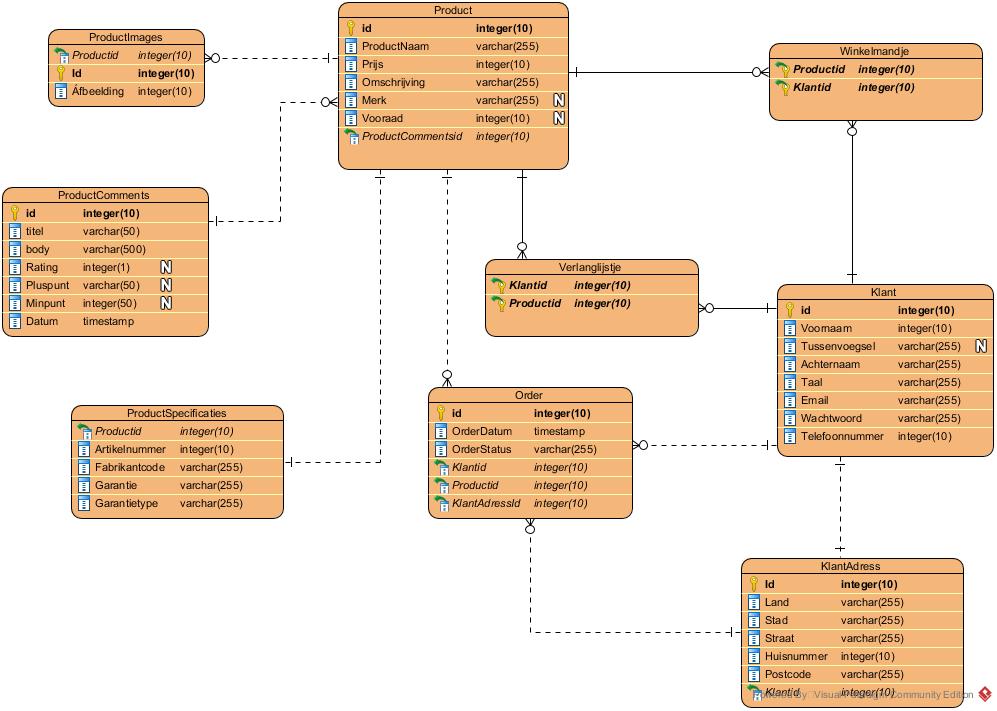 Product
id integer(10)
ProductNaam varchar(255)
Prijs integer(10)
Omschrijving varchar(255)
Merk varchar(255) N
Vooraad integer(10) N
ProductCommentsid integer(10)
ProductImages
Productid integer(10)
Id integer(10)
Afbeelding integer(10)
Winkelmandje
Productid integer(10)
Klantid integer(10)
ProductComments
id integer(10)
titel varchar(50)
body varchar(500)
Rating integer(1) N
Pluspunt varchar(50) N
Minpunt integer(50) N
Datum timestamp
Verlanglijstje
Klantid integer(10)
Productid integer(10)
Klant
id integer(10)
Voornaam integer(10)
Tussenvoegsel varchar(255) N
Achternaam varchar(255)
Taal varchar(255)
Email varchar(255)
Wachtwoord varchar(255)
Telefoonnummer integer(10)
ProductSpecificaties
Productid integer(10)
Artikelnummer integer(10)
Fabrikantcode varchar(255)
Garantie varchar(255)
Garantietype varchar(255)
Order
id integer(10)
OrderDatum timestamp
OrderStatus varchar(255)
Klantid integer(10)
Productid integer(10)
KlantAdressId integer(10)
KlantAdress
Id integer(10)
Land varchar(255)
Stad varchar(255)
Straat varchar(255)
Huisnummer integer(10)
Postcode varchar(255)
Klantid integer(10)
Powered By Visual Paradigm Community Edition